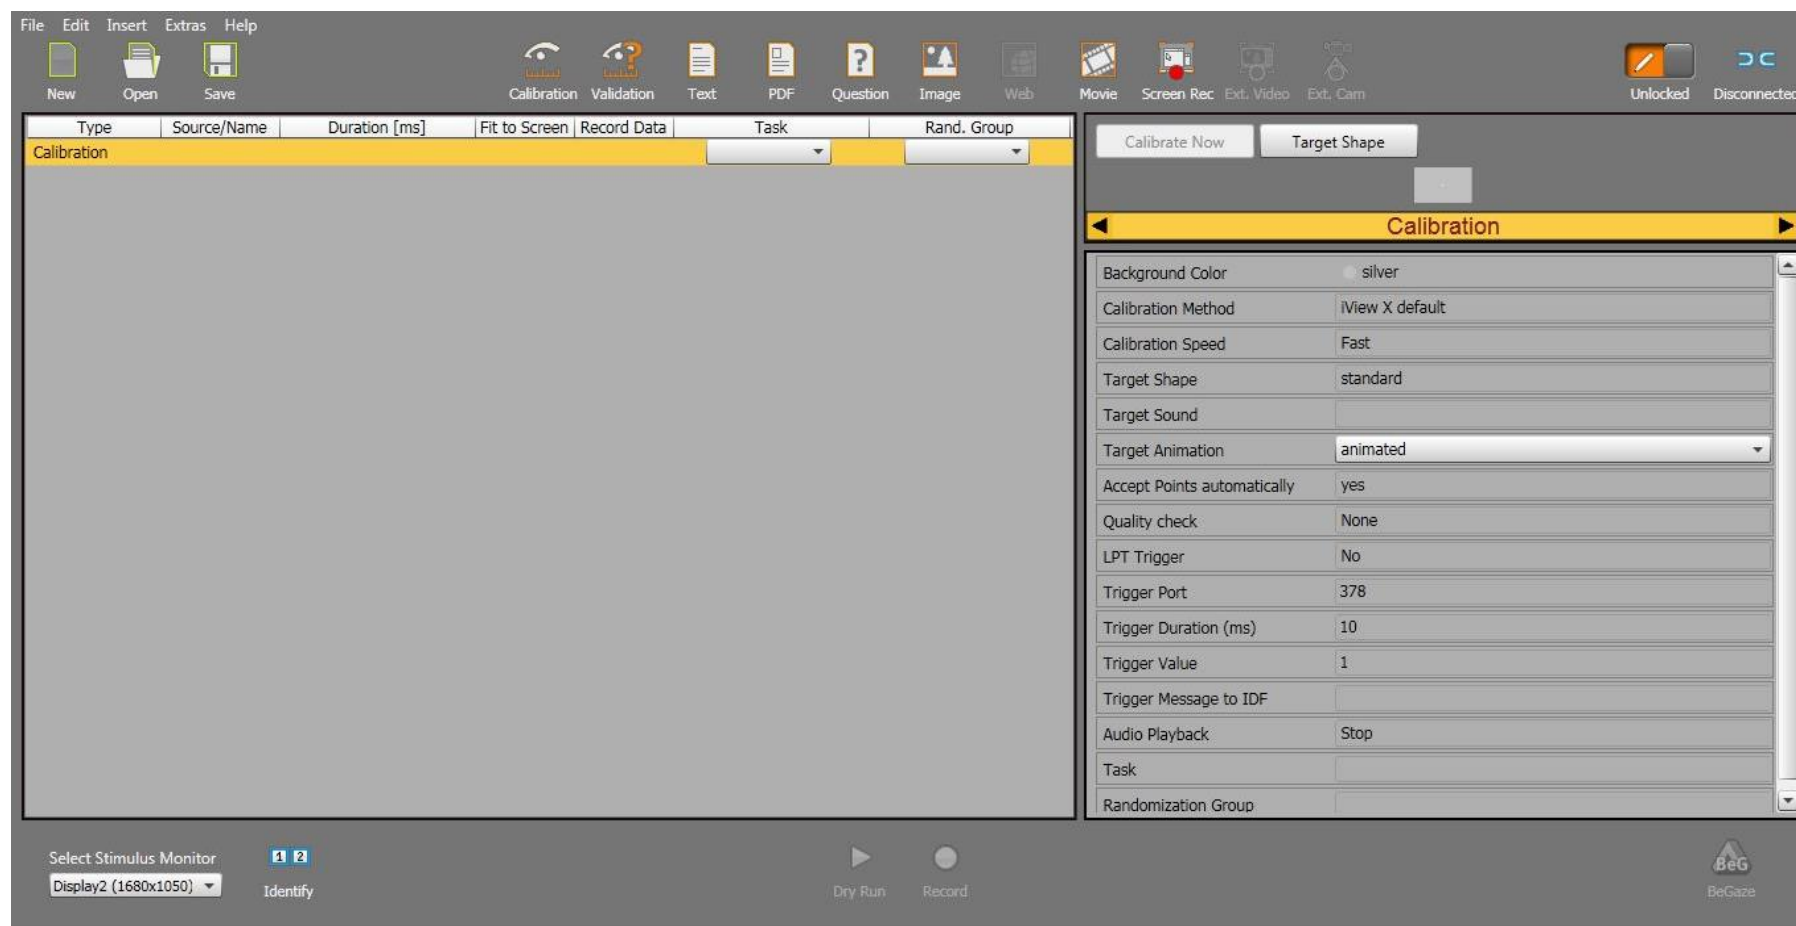 File Edit Insert Extras Help
New Open Save Calibration Validation Text PDF Question Image Web Movie Screen Rec Ext. Video Ext. Cam Unlocked Disconnected
Type Source/Name Duration [ms] Fit to Screen Record Data Task Rand. Group
Calibration
Calibrate Now Target Shape
Calibration
Background Color silver
Calibration Method iView X default
Calibration Speed Fast
Target Shape standard
Target Sound
Target Animation animated
Accept Points automatically yes
Quality check None
LPT Trigger No
Trigger Port 378
Trigger Duration (ms) 10
Trigger Value 1
Trigger Message to IDF
Audio Playback Stop
Task
Randomization Group
Select Stimulus Monitor 1 2
Display2 (1680x1050) Identify
Dry Run Record
BeG
BeGaze